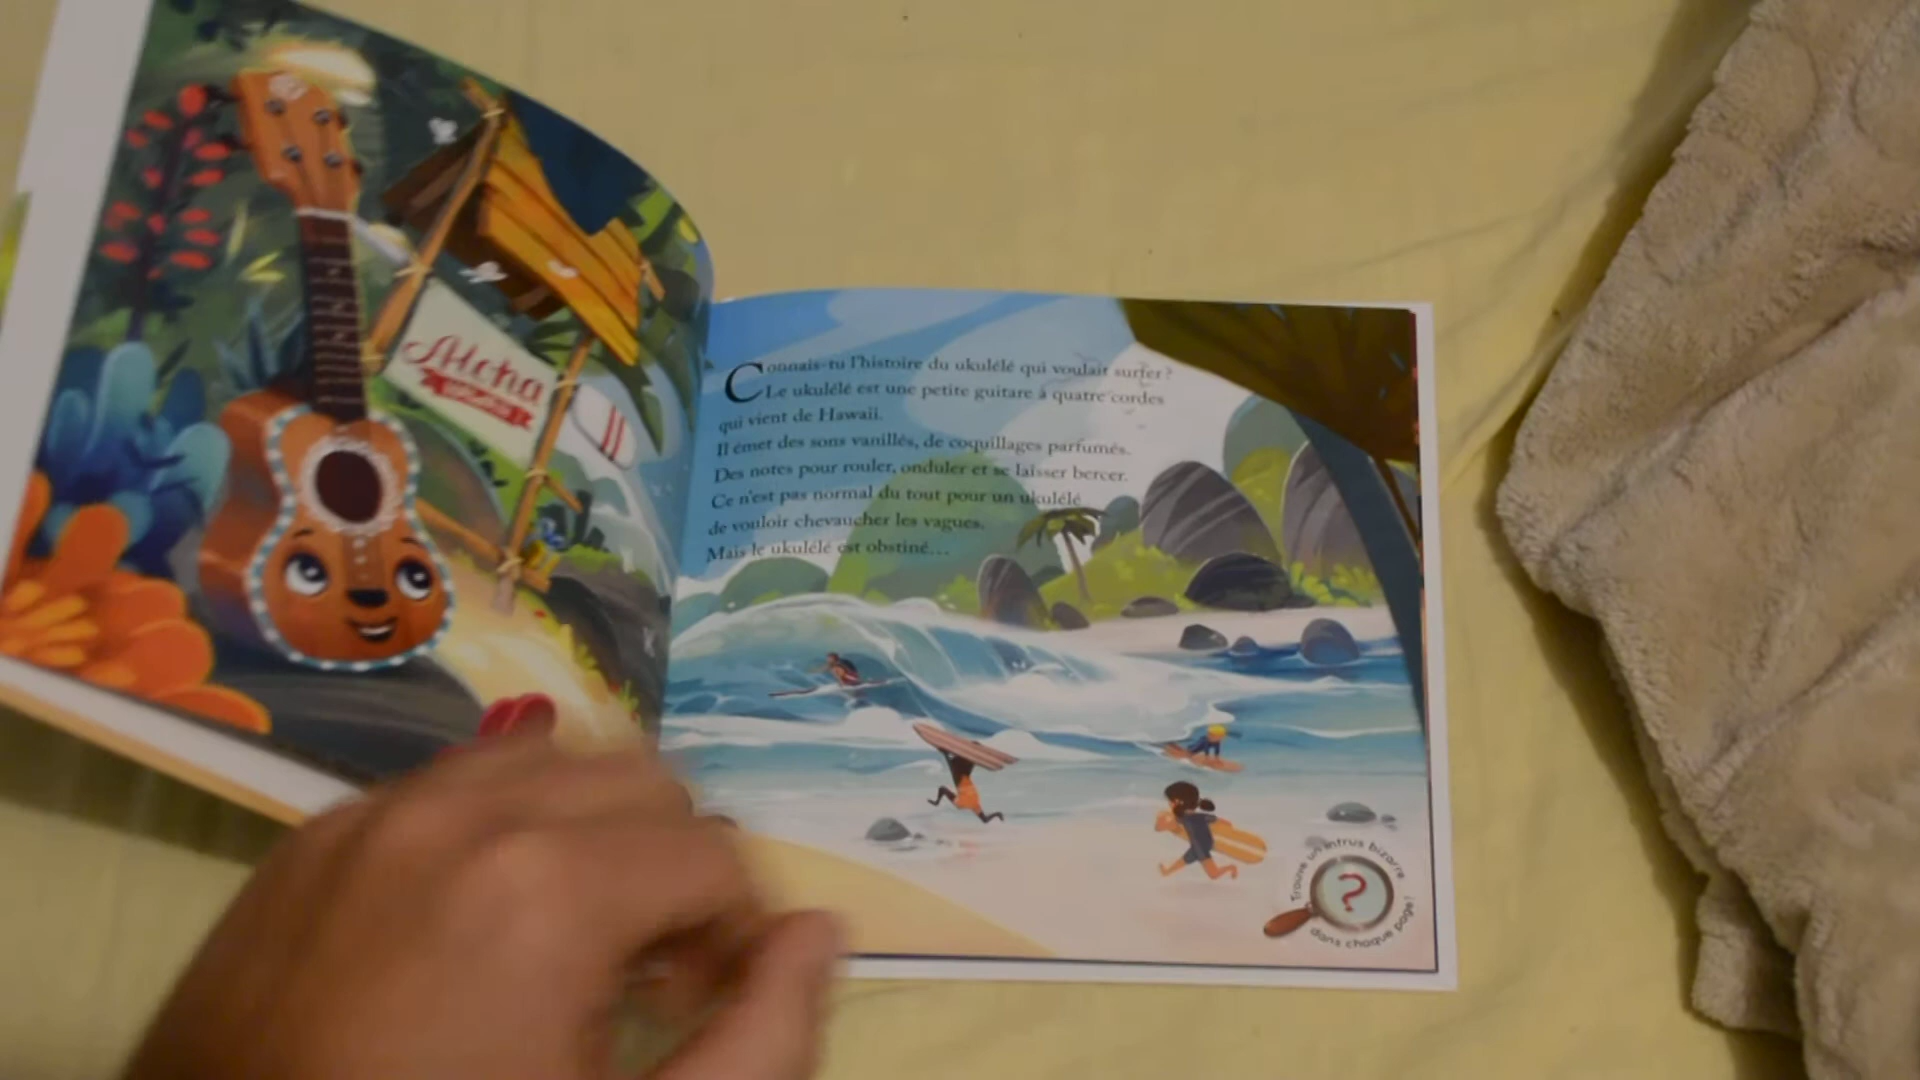 Aloha
Connais-tu l'histoire du ukulélé qui voulait surfer ?
Le ukulélé est une petite guitare à quatre cordes
qui vient de Hawaii.
Il émet des sons vanillés, de coquillages parfumés.
Des notes pour rouler, onduler et se laisser bercer.
Ce n'est pas normal du tout pour un ukulélé
de vouloir chevaucher les vagues.
Mais le ukulélé est obstiné...
Trouve un intrus bizarre
?
dans chaque page !